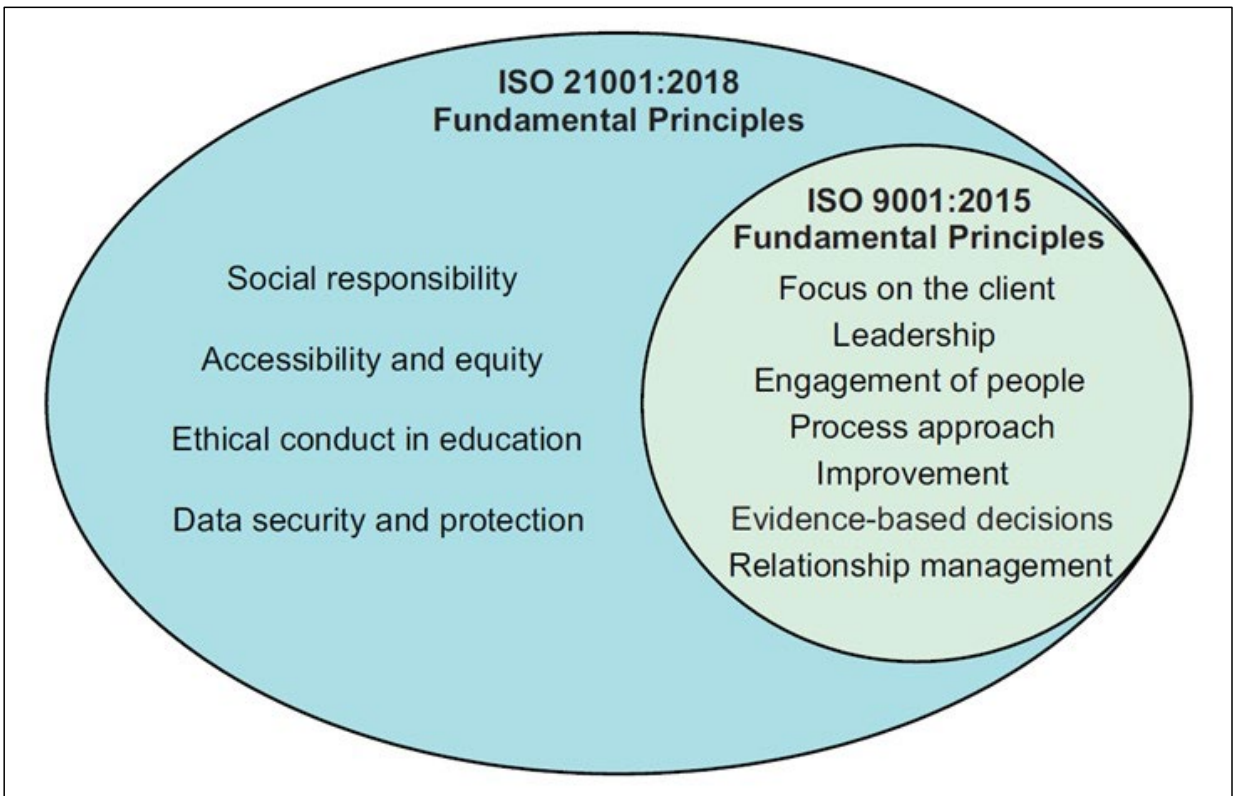 ISO 21001:2018
Fundamental Principles
Social responsibility
Accessibility and equity
Ethical conduct in education
Data security and protection
ISO 9001:2015
Fundamental Principles
Focus on the client
Leadership
Engagement of people
Process approach
Improvement
Evidence-based decisions
Relationship management